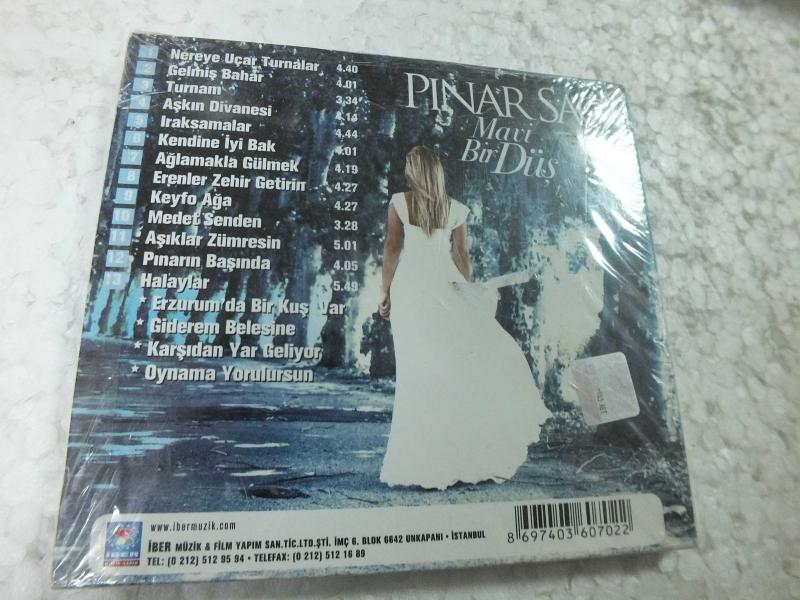 1 Nereye Uçar Turnalar 4.40
2 Gelmiş Bahar 4.01
3 Turnam 3.34
4 Aşkın Divanesi 4.14
5 Iraksamalar 4.44
6 Kendine İyi Bak 4.01
7 Ağlamakla Gülmek 4.19
8 Erenler Zehir Getirin 4.27
9 Keyfo Ağa 4.27
10 Medet Senden 3.28
11 Aşıklar Zümresin 5.01
12 Pınarın Başında 4.05
13 Halaylar 5.49
* Erzurum'da Bir Kuş Var
* Giderem Belesine
* Karşıdan Yar Geliyor
* Oynama Yorulursun
PINAR SA
Mavi
Bir Düş
www.ibermuzik.com
İBER MÜZİK & FİLM YAPIM SAN.TİC.LTD.ŞTİ. İMÇ 6. BLOK 6642 UNKAPANI • İSTANBUL
TEL: (0 212) 512 95 94 • TELEFAX: (0 212) 512 16 89
İBER
8 697403 607022